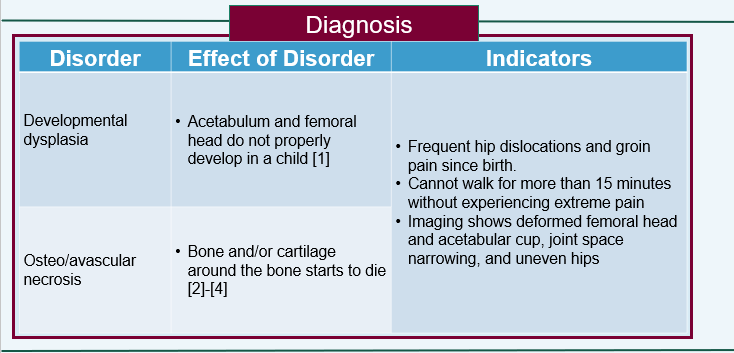 Diagnosis
Disorder
Effect of Disorder
Indicators
Developmental
dysplasia
• Acetabulum and femoral
head do not properly
develop in a child [1]
• Frequent hip dislocations and groin
pain since birth.
• Cannot walk for more than 15 minutes
without experiencing extreme pain
• Imaging shows deformed femoral head
and acetabular cup, joint space
narrowing, and uneven hips
Osteo/avascular
necrosis
• Bone and/or cartilage
around the bone starts to die
[2]-[4]